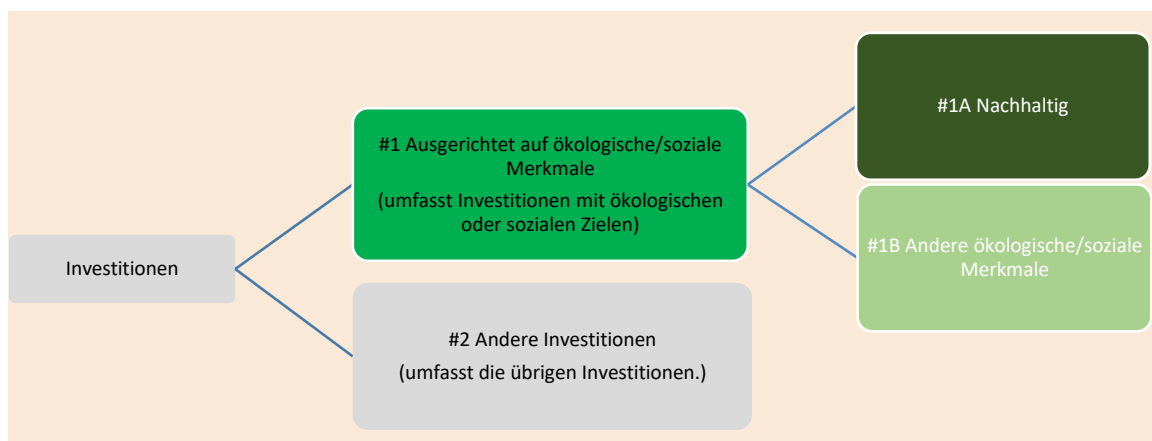 Investitionen
#1 Ausgerichtet auf ökologische/soziale
Merkmale
(umfasst Investitionen mit ökologischen
oder sozialen Zielen)
#2 Andere Investitionen
(umfasst die übrigen Investitionen.)
#1A Nachhaltig
#1B Andere ökologische/soziale
Merkmale